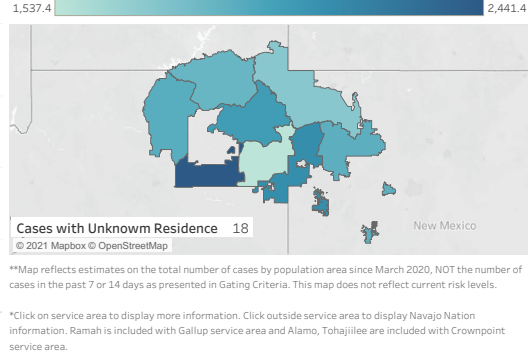 1,537.4 2,441.4
New Mexico
Cases with Unknowm Residence 18
© 2021 Mapbox © OpenStreetMap
**Map reflects estimates on the total number of cases by population area since March 2020, NOT the number of
cases in the past 7 or 14 days as presented in Gating Criteria. This map does not reflect current risk levels.
*Click on service area to display more information. Click outside service area to display Navajo Nation
information. Ramah is included with Gallup service area and Alamo, Tohajiilee are included with Crownpoint
service area.